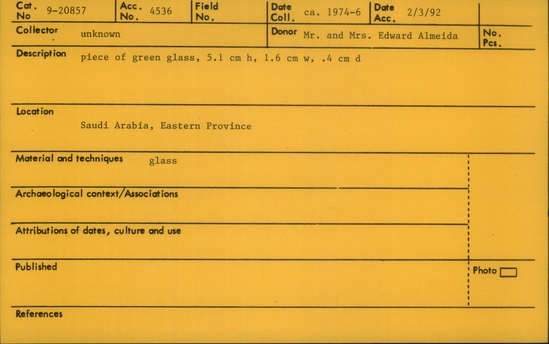 Cat. No 9-20857 Acc. No. 4536 Field No. Date Coll. ca. 1974-6 Date Acc. 2/3/92
Collector unknown Donor Mr. and Mrs. Edward Almeida No. Pcs.
Description piece of green glass, 5.1 cm h, 1.6 cm w, .4 cm d
Location
Saudi Arabia, Eastern Province
Material and techniques glass
Archaeological context/Associations
Attributions of dates, culture and use
Published Photo
References